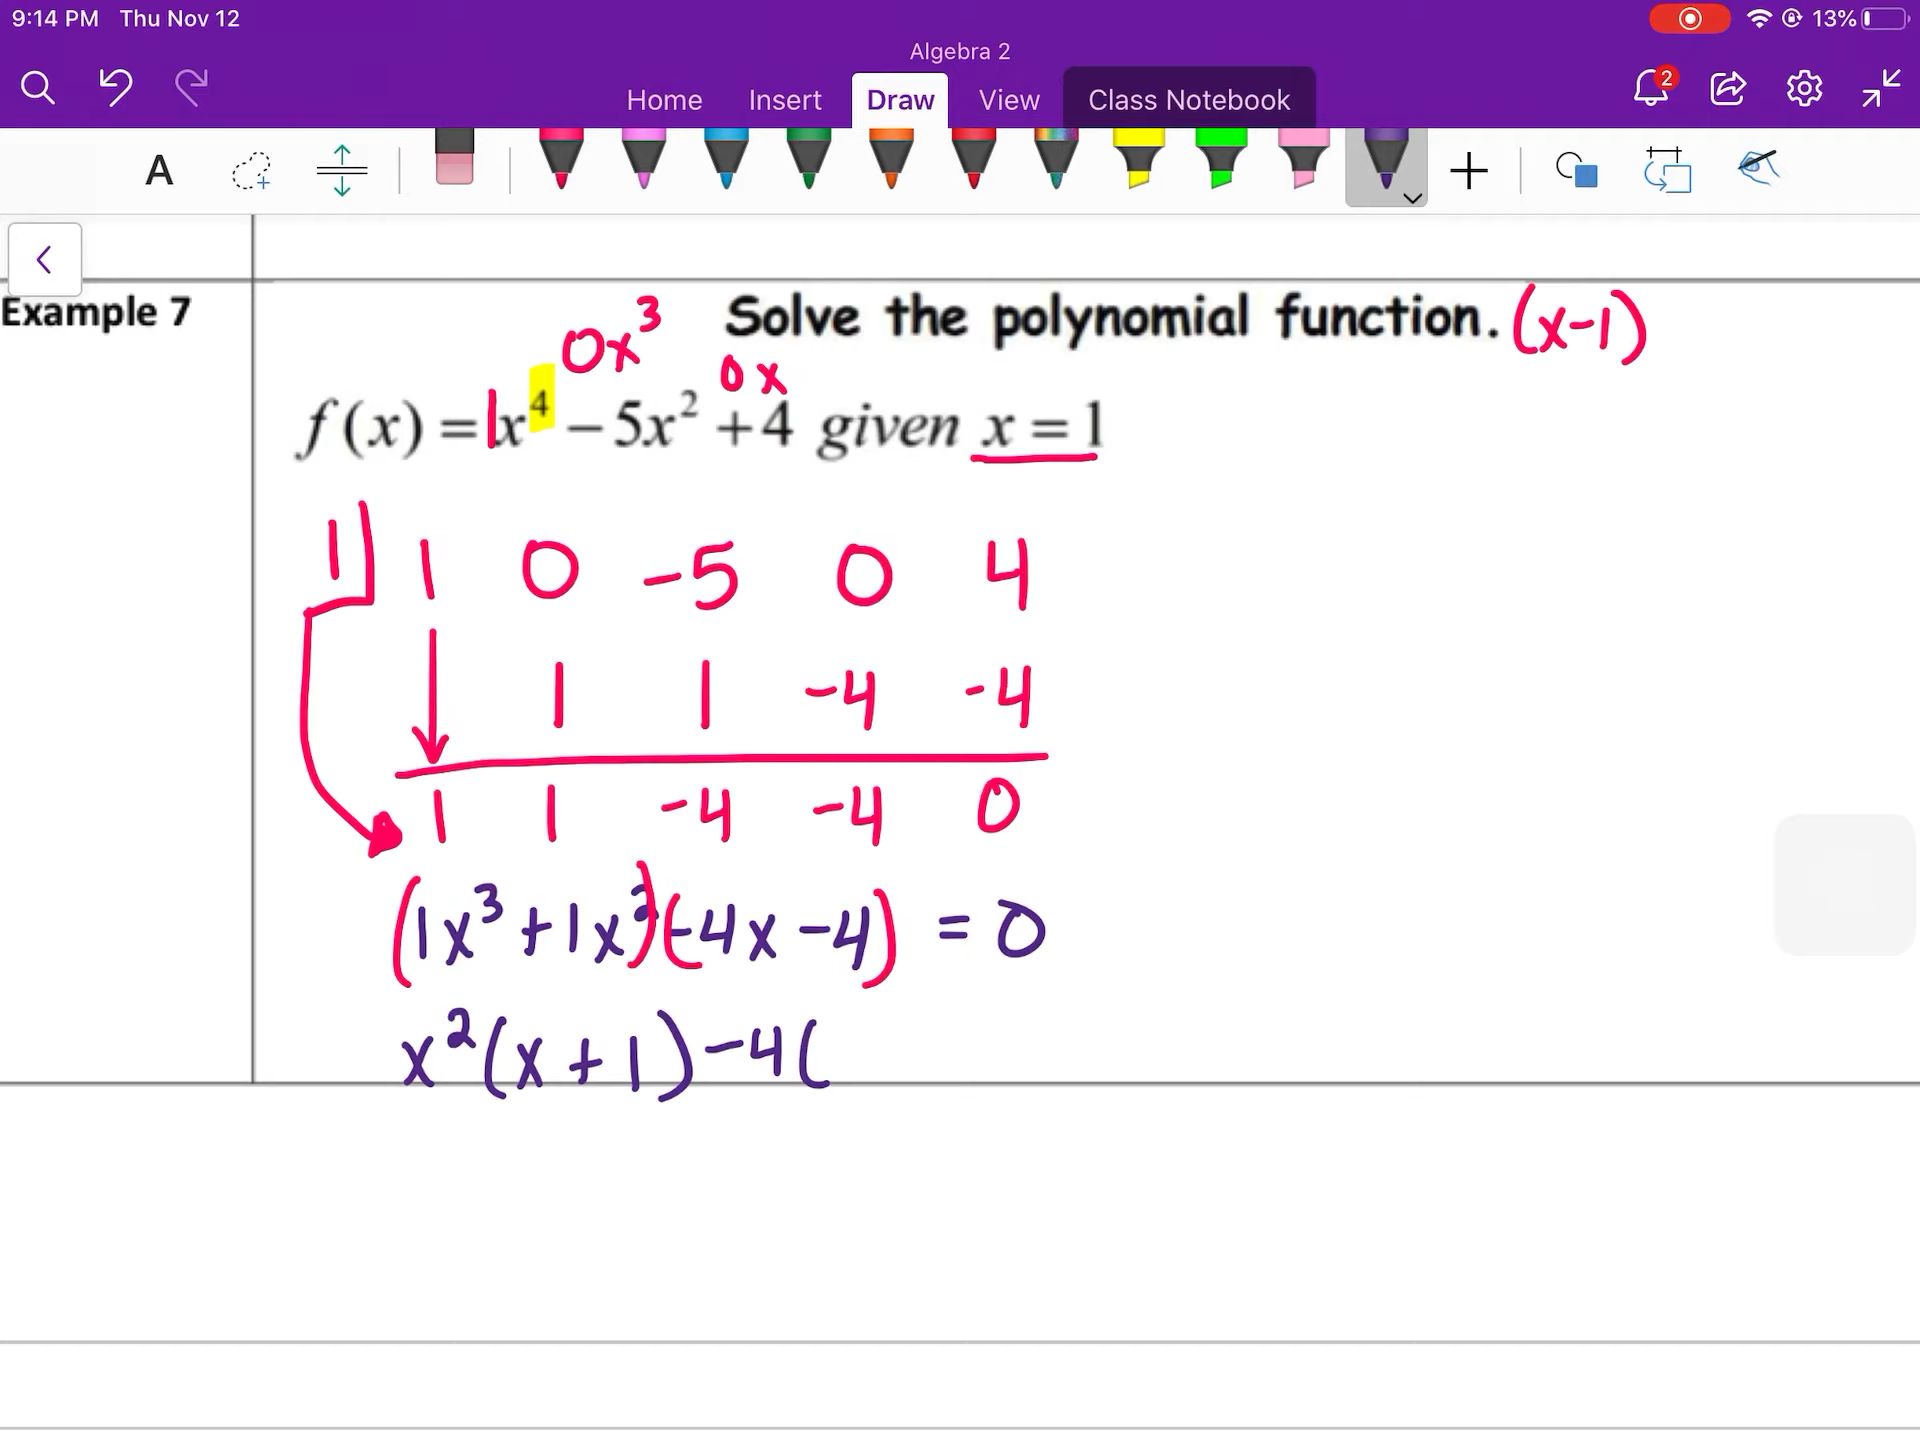 9:14 PM Thu Nov 12
13%
Algebra 2
2
Home Insert Draw View Class Notebook
A
Example 7
0x³ Solve the polynomial function. (x-1)
0x
f(x) = 1x⁴ − 5x² + 4 given x = 1
1 1 0 -5 0 4
1 1 -4 -4
1 1 -4 -4 0
(1x³ + 1x²)(-4x - 4) = 0
x²(x + 1) - 4(